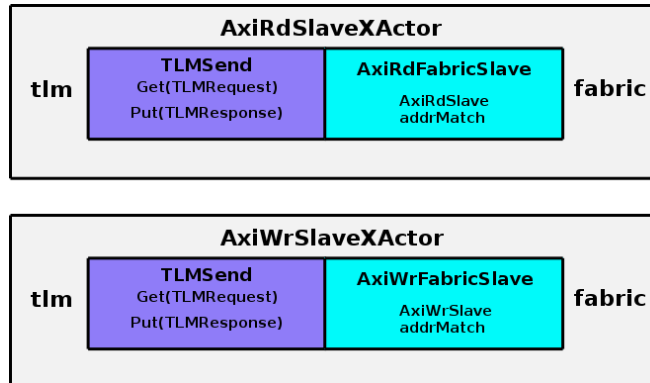 AxiRdSlaveXActor
tlm
TLMSend
Get(TLMRequest)
Put(TLMResponse)
AxiRdFabricSlave
AxiRdSlave
addrMatch
fabric
AxiWrSlaveXActor
tlm
TLMSend
Get(TLMRequest)
Put(TLMResponse)
AxiWrFabricSlave
AxiWrSlave
addrMatch
fabric